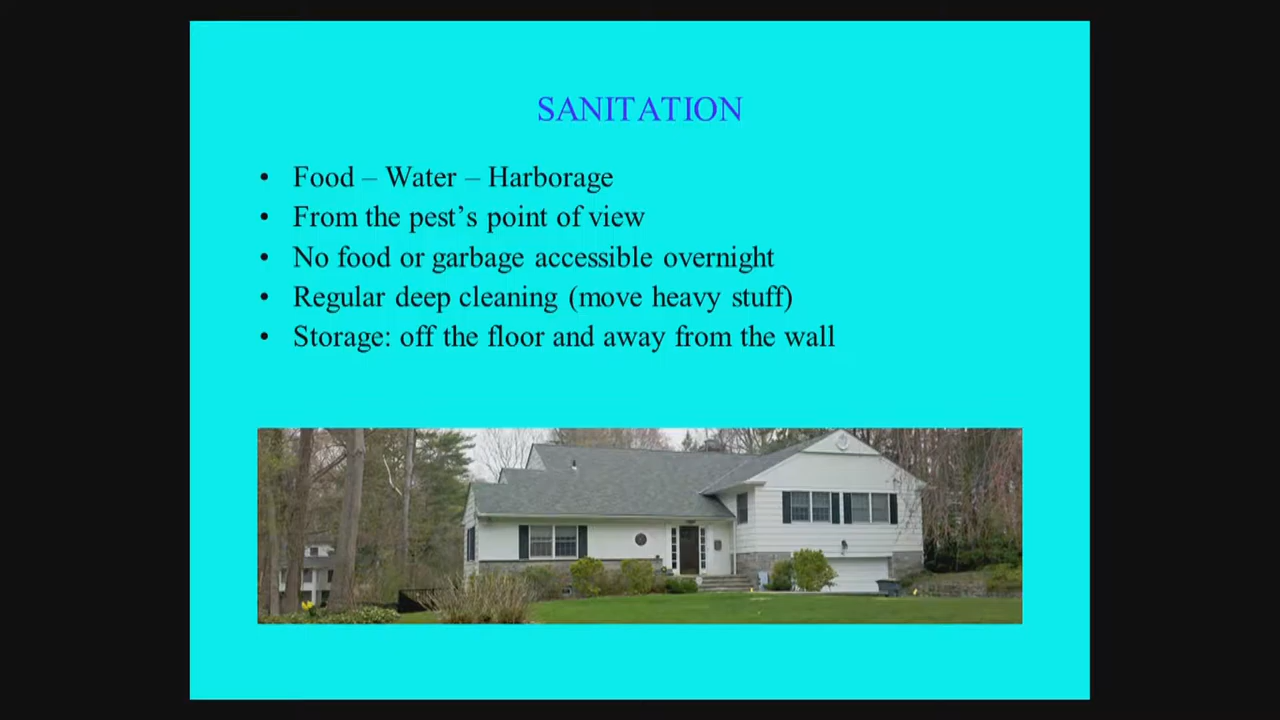 SANITATION
• Food – Water – Harborage
• From the pest’s point of view
• No food or garbage accessible overnight
• Regular deep cleaning (move heavy stuff)
• Storage: off the floor and away from the wall